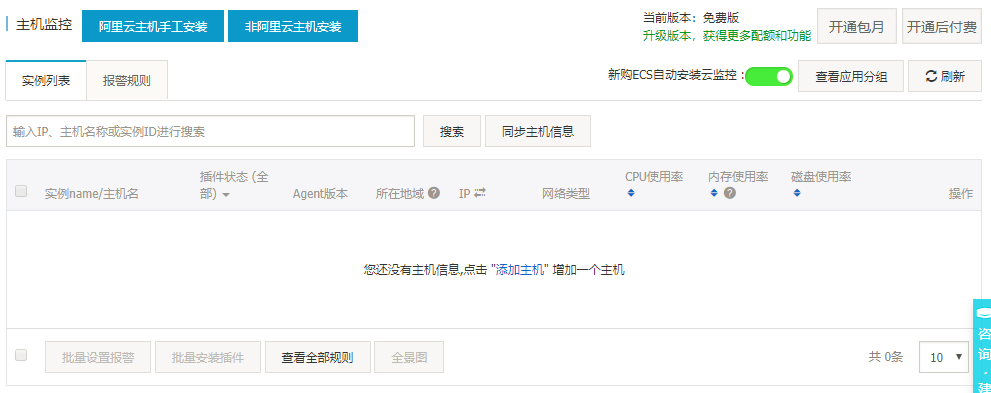 主机监控
阿里云主机手工安装
非阿里云主机安装
当前版本：免费版
升级版本，获得更多配额和功能
开通包月
开通后付费
实例列表
报警规则
新购ECS自动安装云监控：
查看应用分组
刷新
输入IP、主机名称或实例ID进行搜索
搜索
同步主机信息
实例name/主机名
插件状态 (全
部)
Agent版本
所在地域
IP
网络类型
CPU使用率
内存使用率
磁盘使用率
操作
您还没有主机信息,点击 "添加主机" 增加一个主机
批量设置报警
批量安装插件
查看全部规则
全景图
共 0条
10
咨
询
·
建